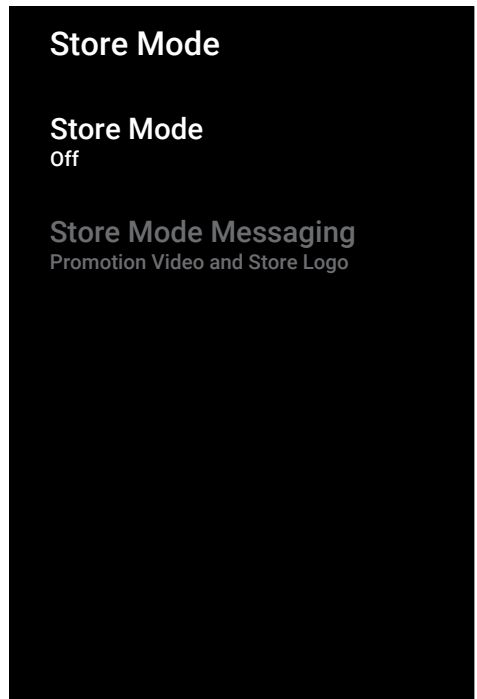 Store Mode
Store Mode
Off
Store Mode Messaging
Promotion Video and Store Logo